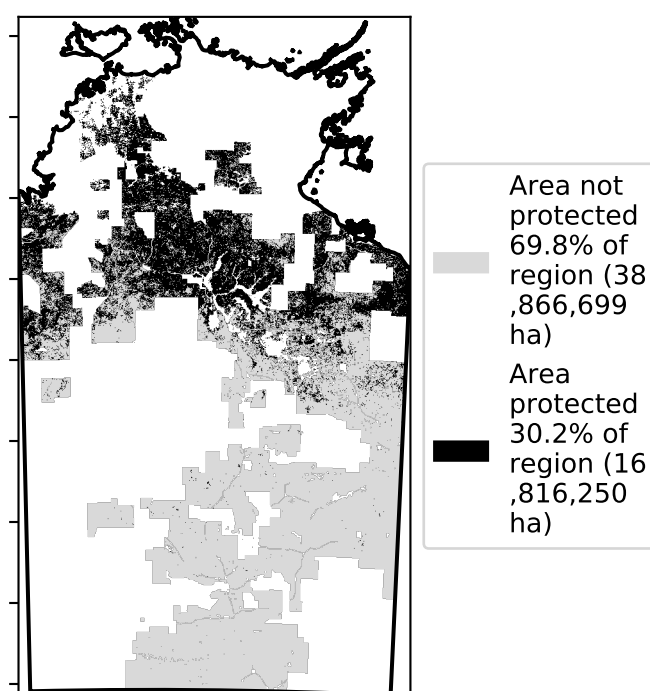 Area not
protected
69.8% of
region (38
,866,699
ha)
Area
protected
30.2% of
region (16
,816,250
ha)